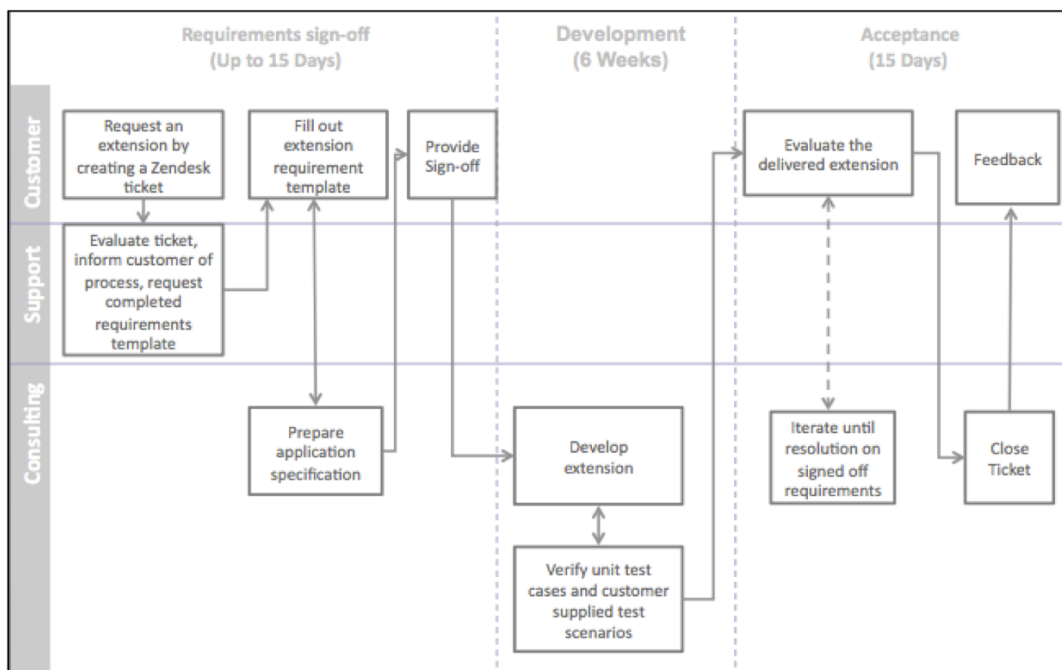 Requirements sign-off
(Up to 15 Days)
Development
(6 Weeks)
Acceptance
(15 Days)
Customer
Request an
extension by
creating a Zendesk
ticket
Fill out
extension
requirement
template
Provide
Sign-off
Evaluate the
delivered extension
Feedback
Support
Evaluate ticket,
inform customer of
process, request
completed
requirements
template
Consulting
Prepare
application
specification
Develop
extension
Iterate until
resolution on
signed off
requirements
Close
Ticket
Verify unit test
cases and customer
supplied test
scenarios